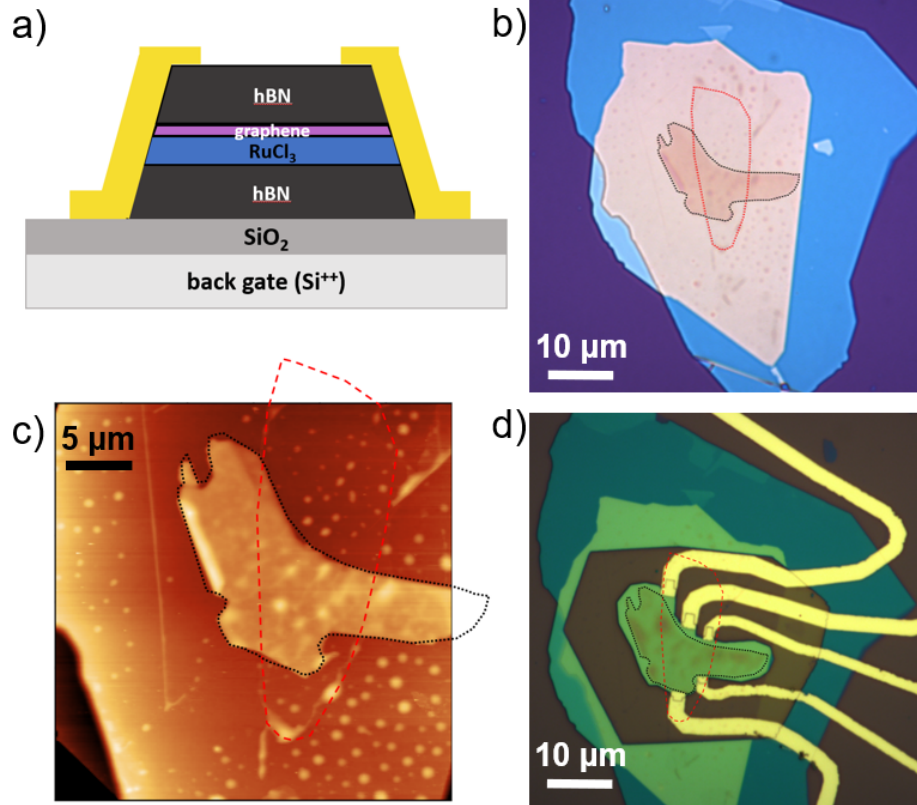 a)
hBN
graphene
RuCl₃
hBN
SiO₂
back gate (Si⁺⁺)
b)
10 µm
c)
5 µm
d)
10 µm